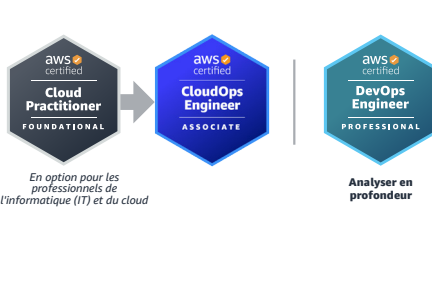 aws
certified
Cloud
Practitioner
FOUNDATIONAL
En option pour les
professionnels de
l'informatique (IT) et du cloud
aws
certified
CloudOps
Engineer
ASSOCIATE
aws
certified
DevOps
Engineer
PROFESSIONAL
Analyser en
profondeur